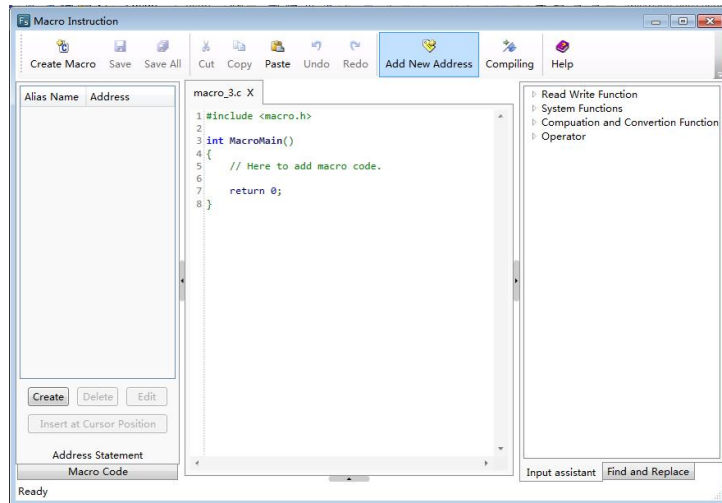 Fs Macro Instruction
Create Macro Save Save All Cut Copy Paste Undo Redo Add New Address Compiling Help
Alias Name Address
macro_3.c X
1 #include <macro.h>
2
3 int MacroMain()
4 {
5 // Here to add macro code.
6
7 return 0;
8 }
Read Write Function
System Functions
Compuation and Convertion Function
Operator
Create Delete Edit
Insert at Cursor Position
Address Statement
Macro Code
Input assistant Find and Replace
Ready